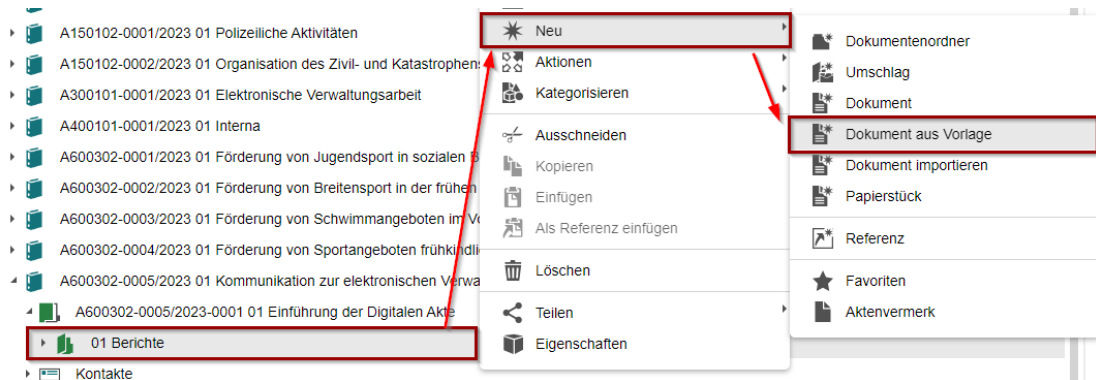 A150102-0001/2023 01 Polizeiliche Aktivitäten
A150102-0002/2023 01 Organisation des Zivil- und Katastrophens
A300101-0001/2023 01 Elektronische Verwaltungsarbeit
A400101-0001/2023 01 Interna
A600302-0001/2023 01 Förderung von Jugendsport in sozialen B
A600302-0002/2023 01 Förderung von Breitensport in der frühen
A600302-0003/2023 01 Förderung von Schwimmangeboten im Vo
A600302-0004/2023 01 Förderung von Sportangeboten frühkindli
A600302-0005/2023 01 Kommunikation zur elektronischen Verwa
A600302-0005/2023-0001 01 Einführung der Digitalen Akte
01 Berichte
Kontakte
Neu
Aktionen
Kategorisieren
Ausschneiden
Kopieren
Einfügen
Als Referenz einfügen
Löschen
Teilen
Eigenschaften
Dokumentenordner
Umschlag
Dokument
Dokument aus Vorlage
Dokument importieren
Papierstück
Referenz
Favoriten
Aktenvermerk